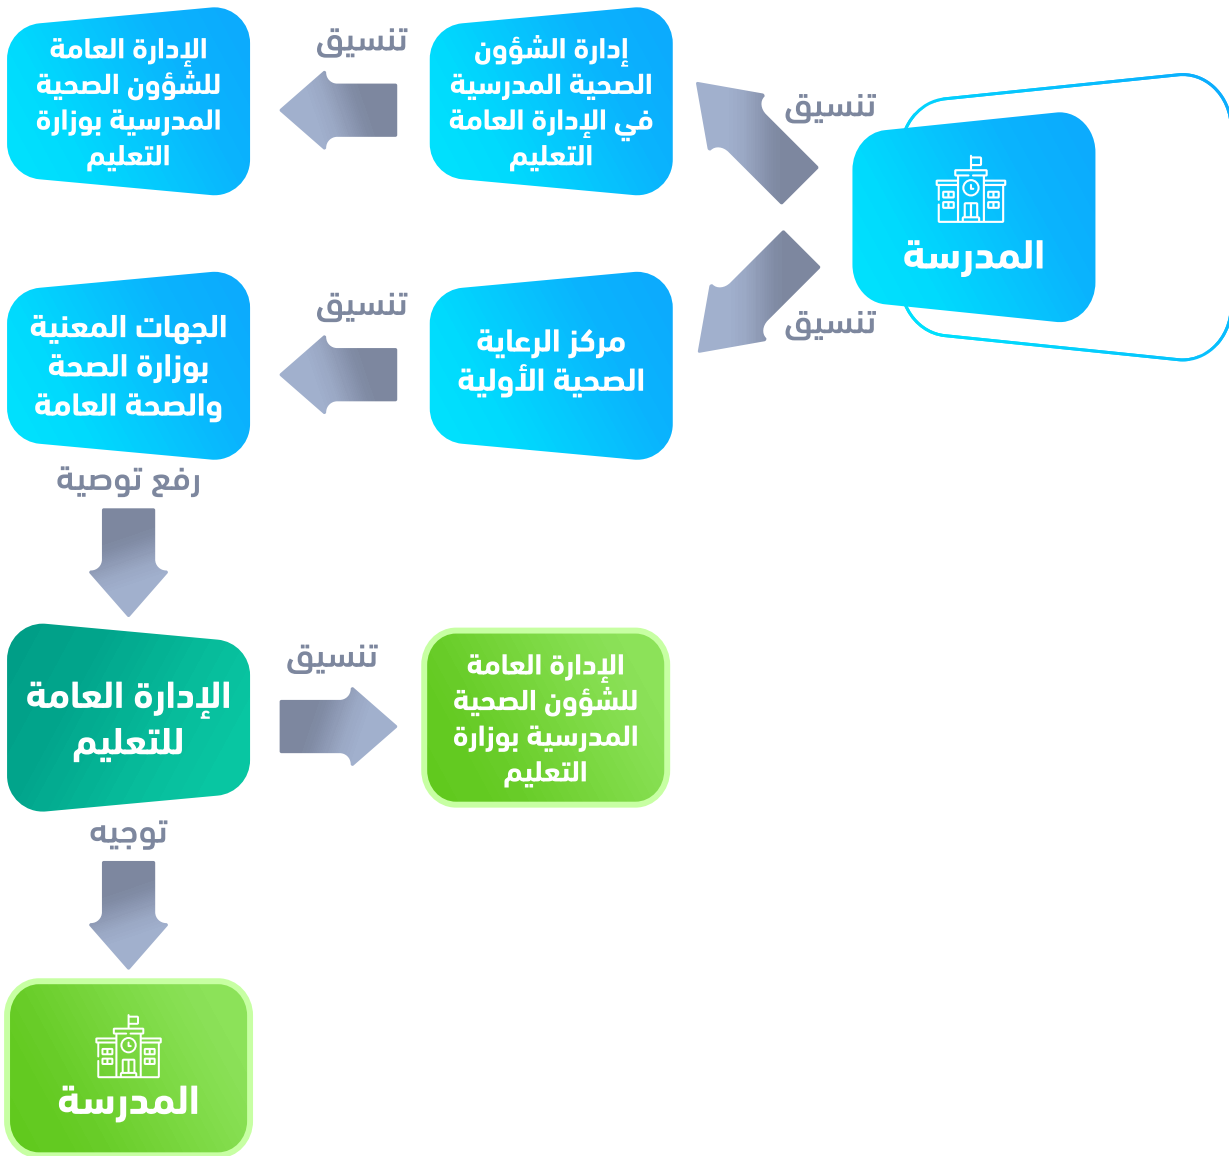 المدرسة
تنسيق
إدارة الشؤون
الصحية المدرسية
في الإدارة العامة
التعليم
تنسيق
الإدارة العامة
للشؤون الصحية
المدرسية بوزارة
التعليم
تنسيق
مركز الرعاية
الصحية الأولية
تنسيق
الجهات المعنية
بوزارة الصحة
والصحة العامة
رفع توصية
الإدارة العامة
للتعليم
تنسيق
الإدارة العامة
للشؤون الصحية
المدرسية بوزارة
التعليم
توجيه
المدرسة